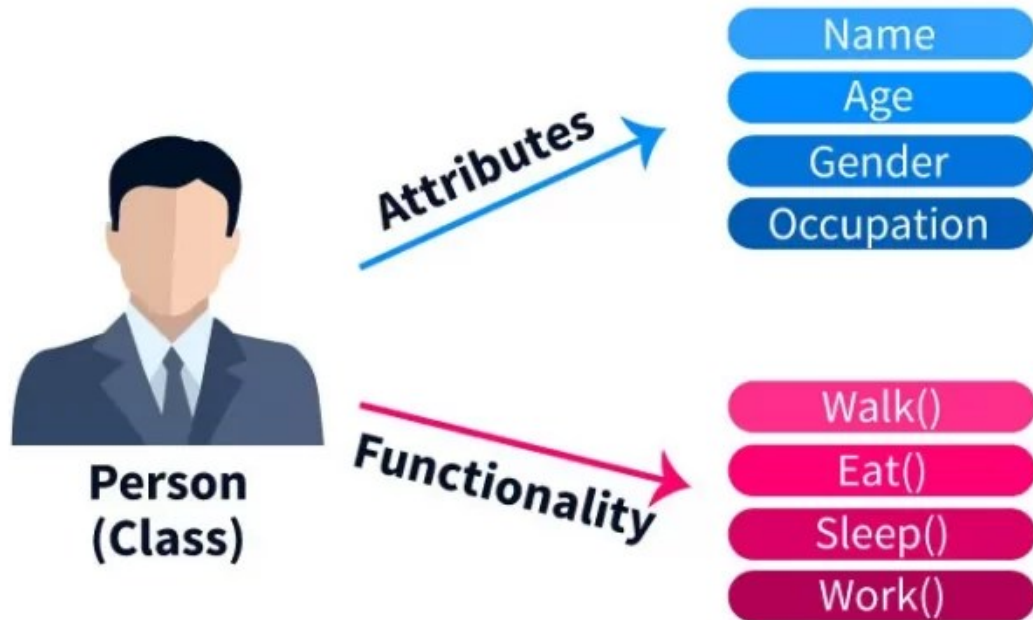 Name
Age
Gender
Occupation
Attributes
Person
(Class)
Functionality
Walk()
Eat()
Sleep()
Work()